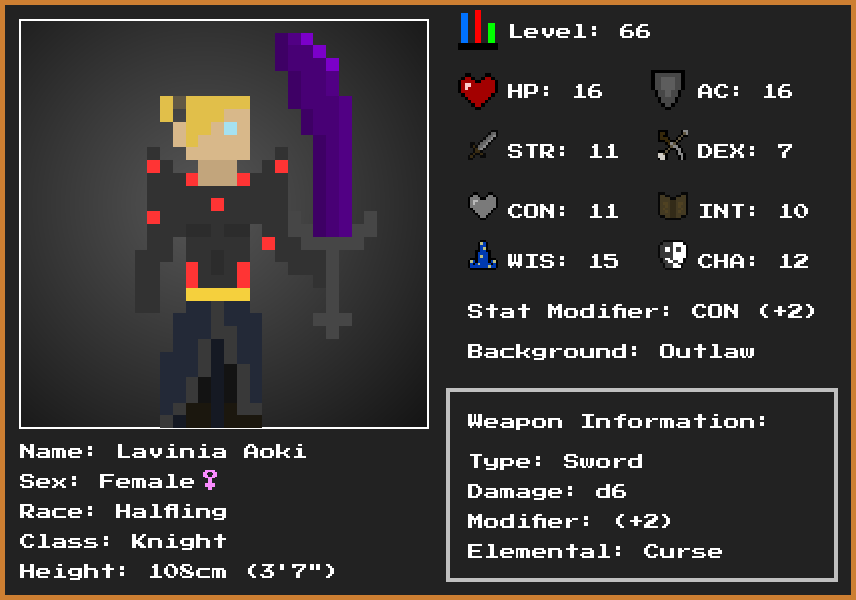 Level: 66
HP: 16
AC: 16
STR: 11
DEX: 7
CON: 11
INT: 10
WIS: 15
CHA: 12
Stat Modifier: CON (+2)
Background: Outlaw
Weapon Information:
Type: Sword
Damage: d6
Modifier: (+2)
Elemental: Curse
Name: Lavinia Aoki
Sex: Female♀
Race: Halfling
Class: Knight
Height: 108cm (3'7")